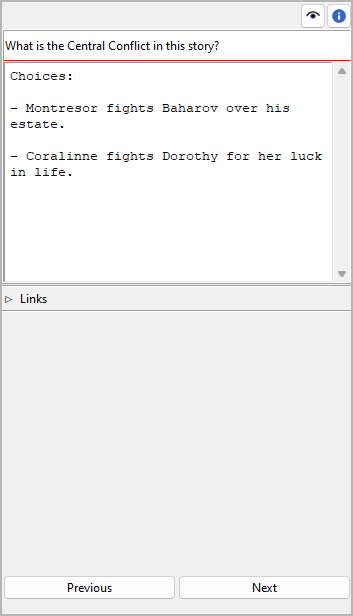 What is the Central Conflict in this story?
Choices:
- Montresor fights Baharov over his
estate.
- Coralinne fights Dorothy for her luck
in life.
Links
Previous
Next